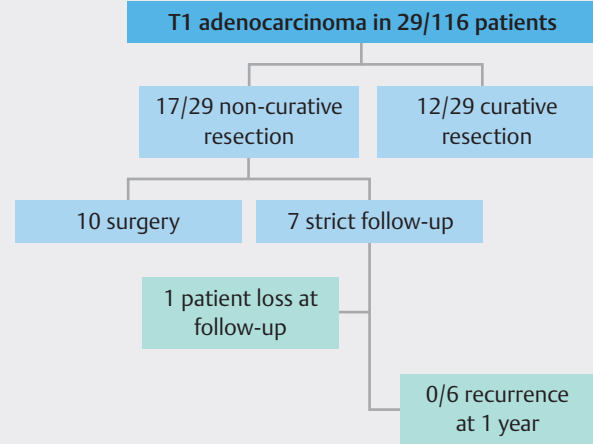 T1 adenocarcinoma in 29/116 patients
17/29 non-curative
resection
12/29 curative
resection
10 surgery
7 strict follow-up
1 patient loss at
follow-up
0/6 recurrence
at 1 year